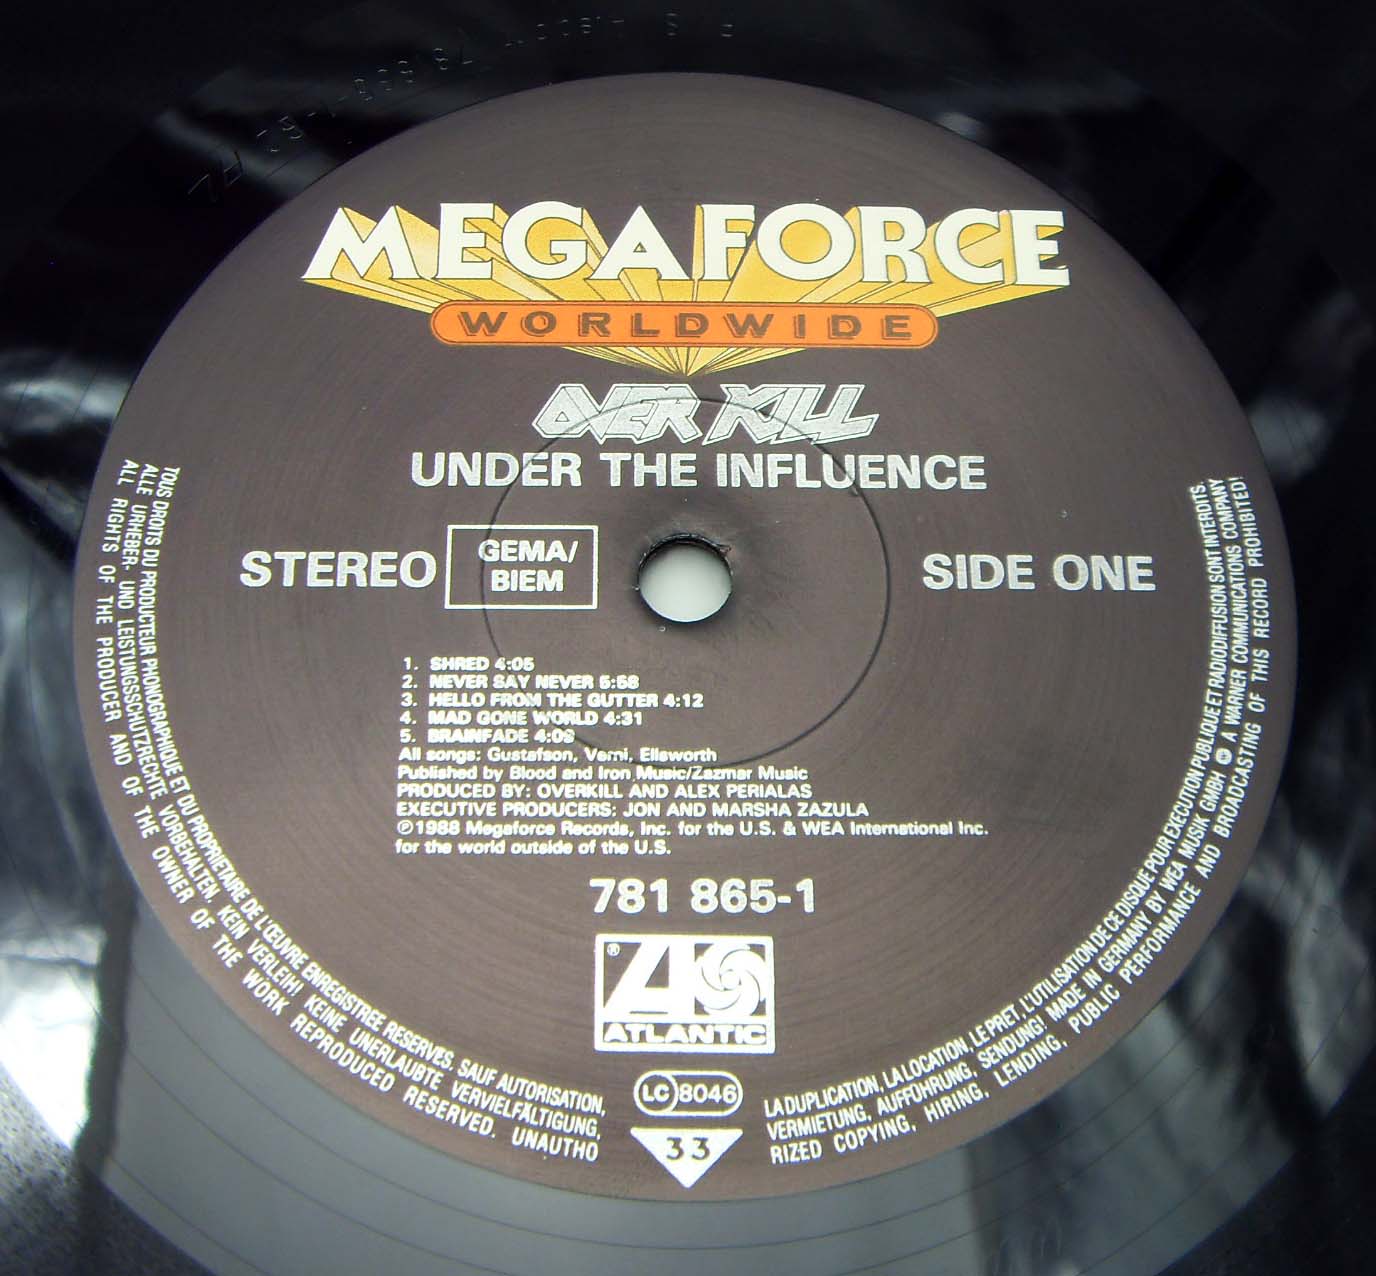 MEGAFORCE
WORLDWIDE
OVER KILL
UNDER THE INFLUENCE
STEREO
GEMA/
BIEM
SIDE ONE
1. SHRED 4:05
2. NEVER SAY NEVER 5:58
3. HELLO FROM THE GUTTER 4:12
4. MAD GONE WORLD 4:31
5. BRAINFADE 4:09
All songs: Gustafson, Verni, Ellsworth
Published by Blood and Iron Music/Zazmar Music
PRODUCED BY: OVERKILL AND ALEX PERIALAS
EXECUTIVE PRODUCERS: JON AND MARSHA ZAZULA
℗1988 Megaforce Records, Inc. for the U.S. & WEA International Inc.
for the world outside of the U.S.
781 865-1
®
ATLANTIC
LC 8046
33
TOUS DROITS DU PRODUCTEUR PHONOGRAPHIQUE ET DU PROPRIETAIRE DE L'ŒUVRE ENREGISTREE RESERVES. SAUF AUTORISATION,
LA DUPLICATION, LA LOCATION, LE PRET, L'UTILISATION DE CE DISQUE POUR EXECUTION PUBLIQUE ET RADIODIFFUSION SONT INTERDITS.
ALLE URHEBER- UND LEISTUNGSSCHUTZRECHTE VORBEHALTEN. KEIN VERLEIH! KEINE UNERLAUBTE VERVIELFÄLTIGUNG,
VERMIETUNG, AUFFÜHRUNG, SENDUNG! MADE IN GERMANY BY WEA MUSIK GMBH A WARNER COMMUNICATIONS COMPANY
ALL RIGHTS OF THE PRODUCER AND OF THE OWNER OF THE WORK REPRODUCED RESERVED. UNAUTHO
RIZED COPYING, HIRING, LENDING, PUBLIC PERFORMANCE AND BROADCASTING OF THIS RECORD PROHIBITED!